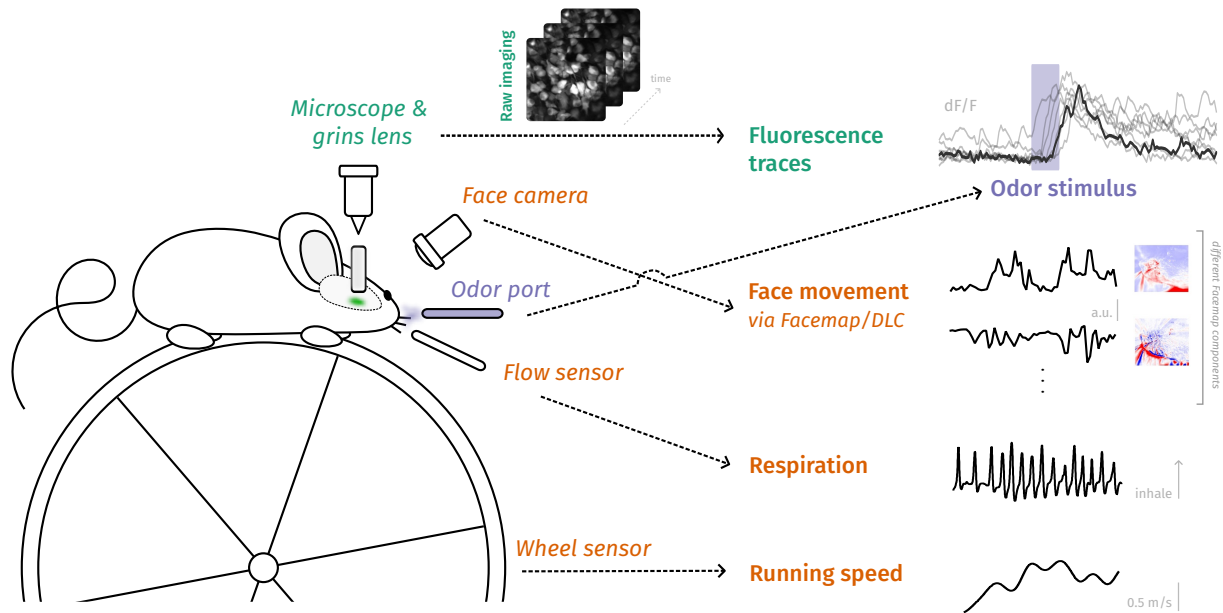 Raw imaging
time
Microscope &
grins lens
Fluorescence
traces
dF/F
Odor stimulus
Face camera
Odor port
Face movement
via Facemap/DLC
a.u.
different Facemap components
Flow sensor
Respiration
inhale
Wheel sensor
Running speed
0.5 m/s